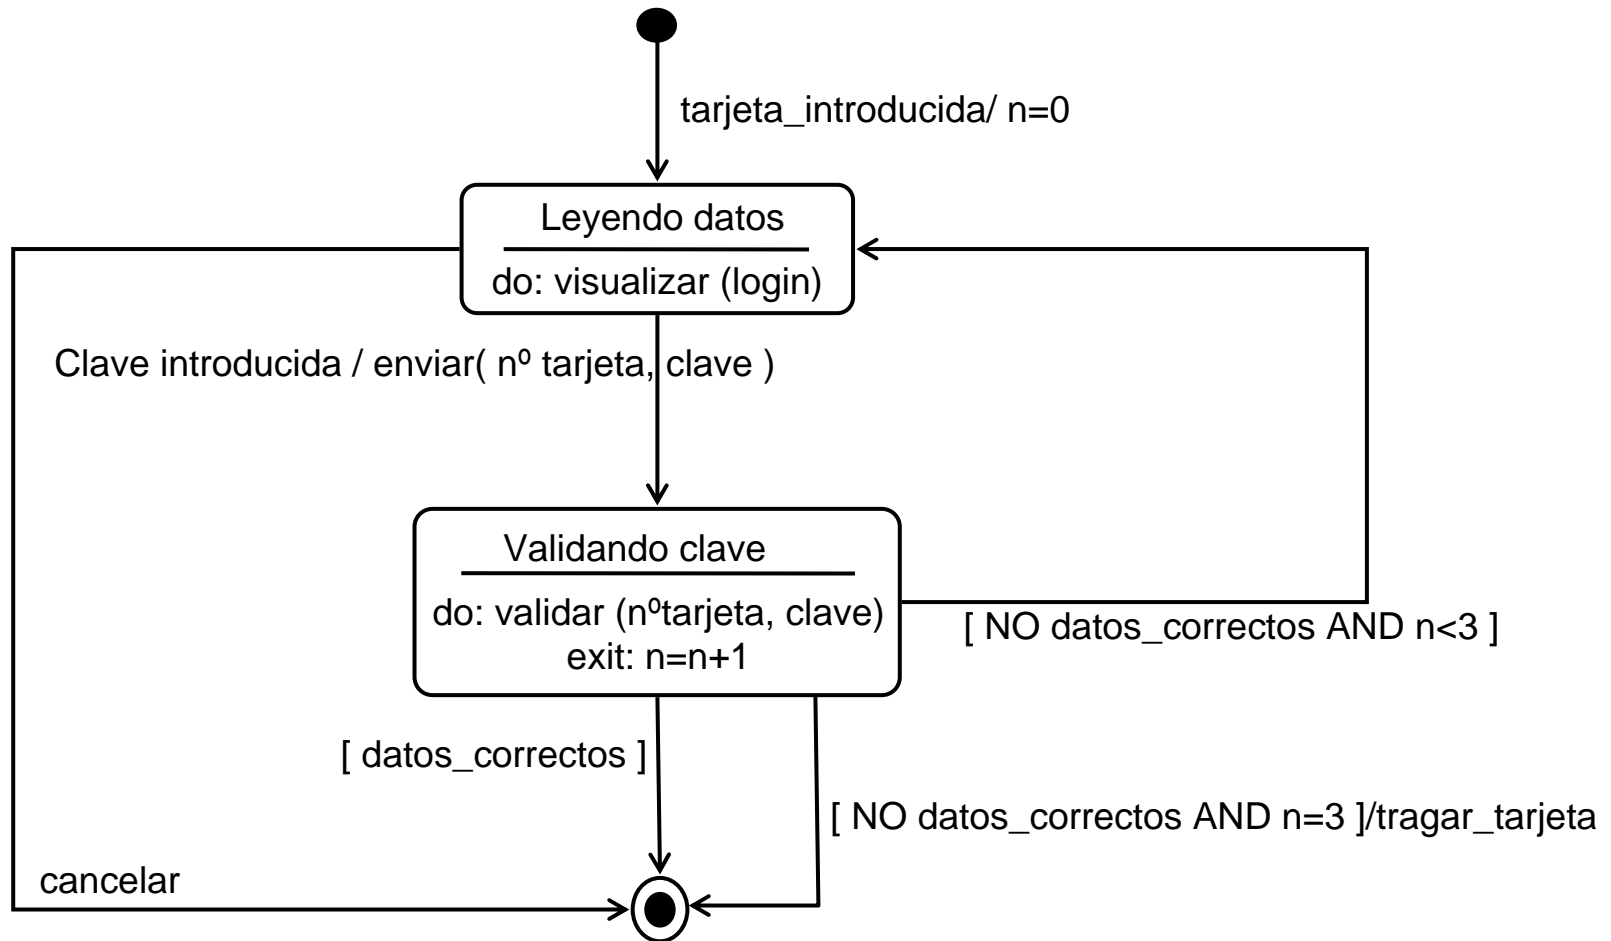 tarjeta_introducida/ n=0
Leyendo datos
do: visualizar (login)
Clave introducida / enviar( nº tarjeta, clave )
Validando clave
do: validar (nºtarjeta, clave)
exit: n=n+1
[ NO datos_correctos AND n<3 ]
[ datos_correctos ]
[ NO datos_correctos AND n=3 ]/tragar_tarjeta
cancelar